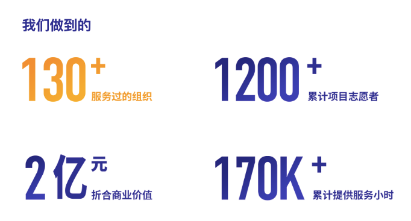 我们做到的
130+ 服务过的组织
1200+ 累计项目志愿者
2亿元 折合商业价值
170K+ 累计提供服务小时